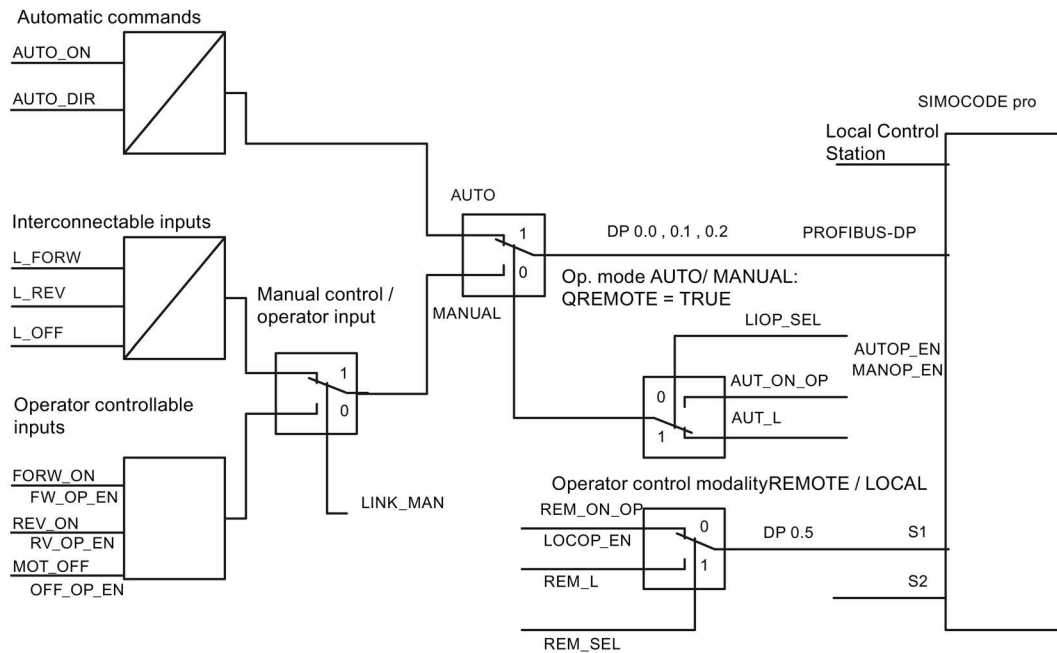 Automatic commands
AUTO_ON
AUTO_DIR
SIMOCODE pro
Local Control
Station
AUTO
1
0
DP 0.0 , 0.1 , 0.2
PROFIBUS-DP
Interconnectable inputs
L_FORW
L_REV
L_OFF
Manual control /
operator input
MANUAL
Op. mode AUTO/ MANUAL:
QREMOTE = TRUE
LIOP_SEL
AUTOP_EN
MANOP_EN
1
0
0
1
AUT_ON_OP
AUT_L
Operator controllable
inputs
FORW_ON
FW_OP_EN
REV_ON
RV_OP_EN
MOT_OFF
OFF_OP_EN
LINK_MAN
Operator control modalityREMOTE / LOCAL
REM_ON_OP
LOCOP_EN
REM_L
REM_SEL
0
1
DP 0.5
S1
S2